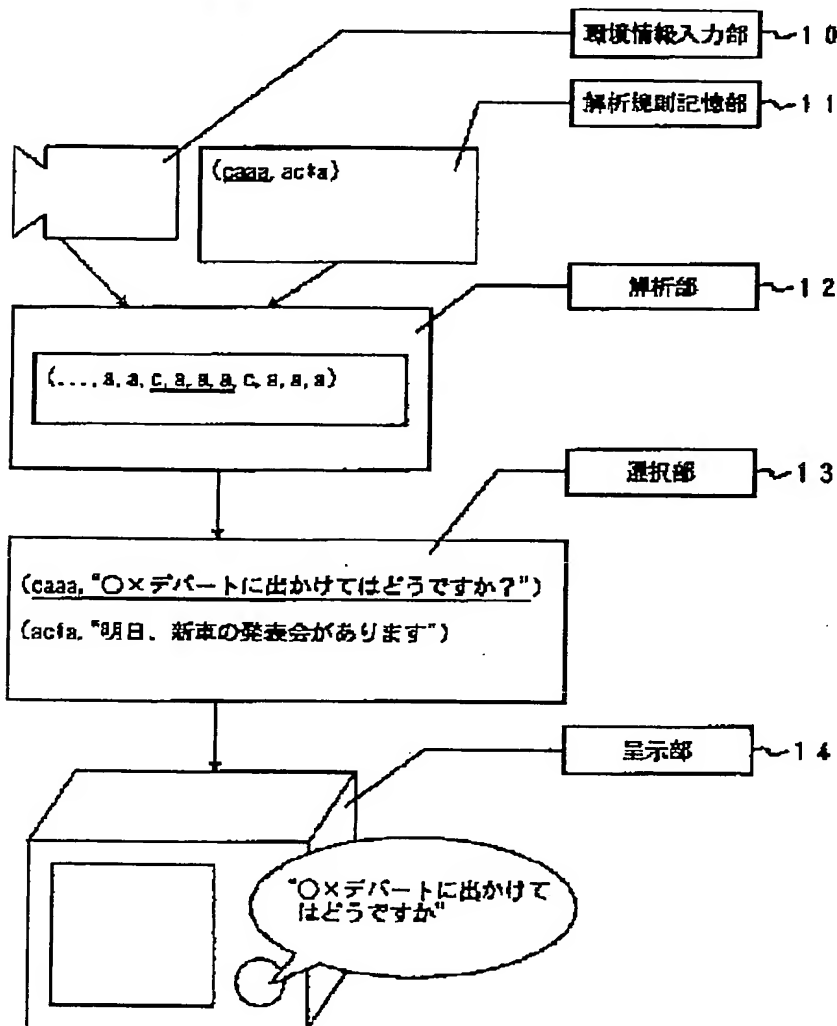 環境情報入力部 10
解析規則記憶部 11
(caaa, ac*a)
解析部 12
(..., a, a, c, a, a, a, c, a, a, a)
選択部 13
(caaa, "○×デパートに出かけてはどうですか?")
(ac*a, "明日、新車の発表会があります")
呈示部 14
"○×デパートに出かけて
はどうですか"